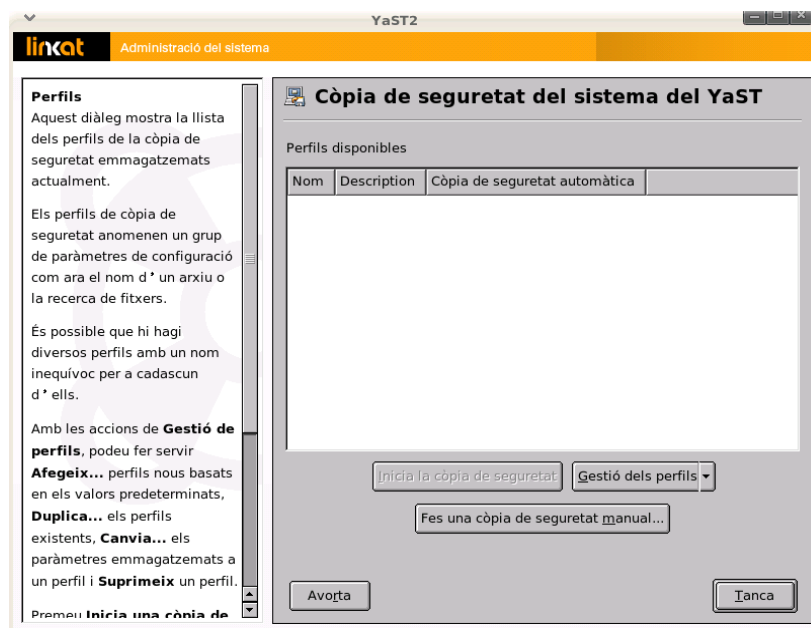 YaST2
linkat
Administració del sistema
Perfils
Aquest diàleg mostra la llista
dels perfils de la còpia de
seguretat emmagatzemats
actualment.
Els perfils de còpia de
seguretat anomenen un grup
de paràmetres de configuració
com ara el nom d’un arxiu o
la recerca de fitxers.
És possible que hi hagi
diversos perfils amb un nom
inequívoc per a cadascun
d’ells.
Amb les accions de Gestió de
perfils, podeu fer servir
Afegeix... perfils nous basats
en els valors predeterminats,
Duplica... els perfils
existents, Canvia... els
paràmetres emmagatzemats a
un perfil i Suprimeix un perfil.
Premeu Inicia una còpia de
Còpia de seguretat del sistema del YaST
Perfils disponibles
Nom Description Còpia de seguretat automàtica
Inicia la còpia de seguretat Gestió dels perfils
Fes una còpia de seguretat manual...
Avorta Tanca